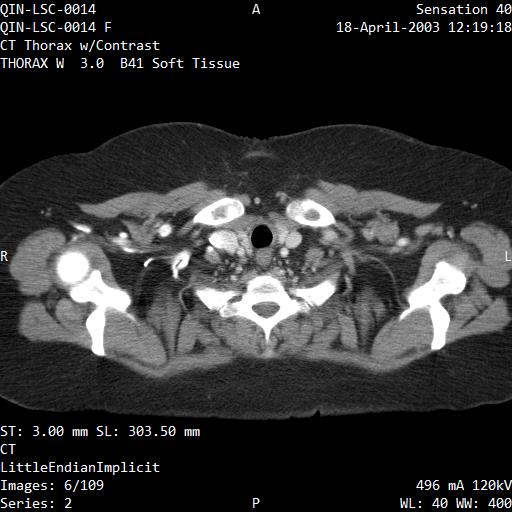 QIN-LSC-0014
A
Sensation 40
QIN-LSC-0014 F
18-April-2003 12:19:18
CT Thorax w/Contrast
THORAX W 3.0 B41 Soft Tissue
R
L
ST: 3.00 mm SL: 303.50 mm
CT
LittleEndianImplicit
Images: 6/109
496 mA 120kV
Series: 2
P
WL: 40 WW: 400